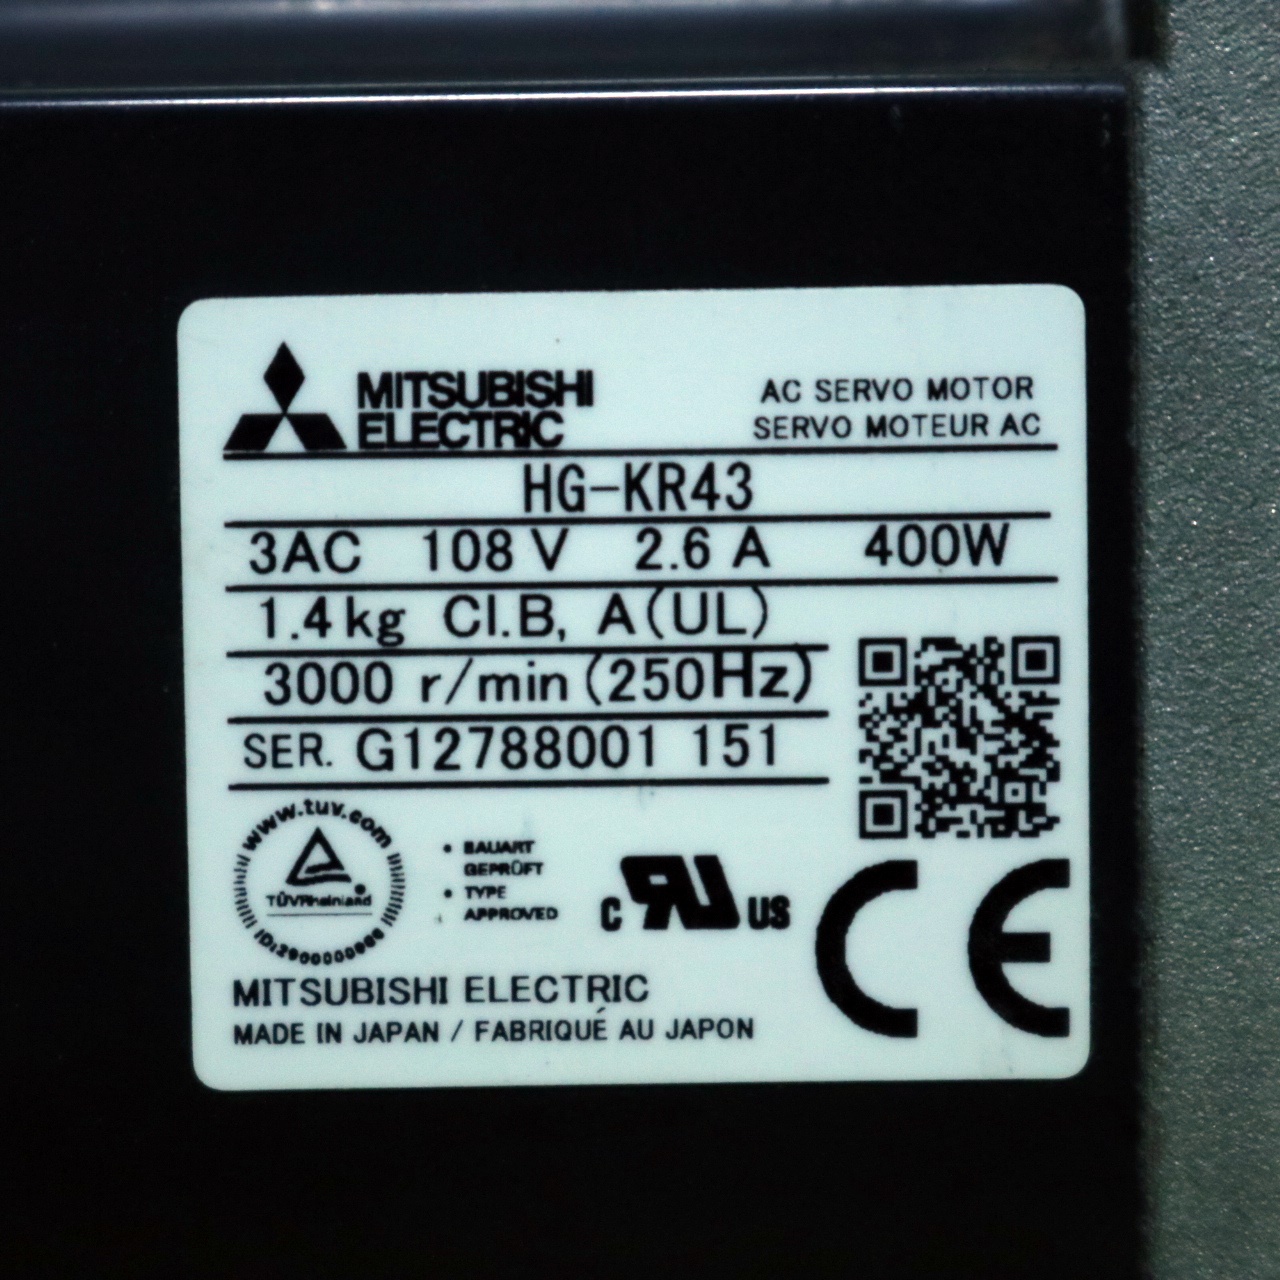 MITSUBISHI
ELECTRIC
AC SERVO MOTOR
SERVO MOTEUR AC
HG-KR43
3AC 108 V 2.6 A 400W
1.4 kg Cl.B, A(UL)
3000 r/min (250Hz)
SER. G12788001 151
www.tuv.com
TÜVRheinland
• BAUART
GEPRÜFT
• TYPE
APPROVED
C US
CE
MITSUBISHI ELECTRIC
MADE IN JAPAN / FABRIQUÉ AU JAPON